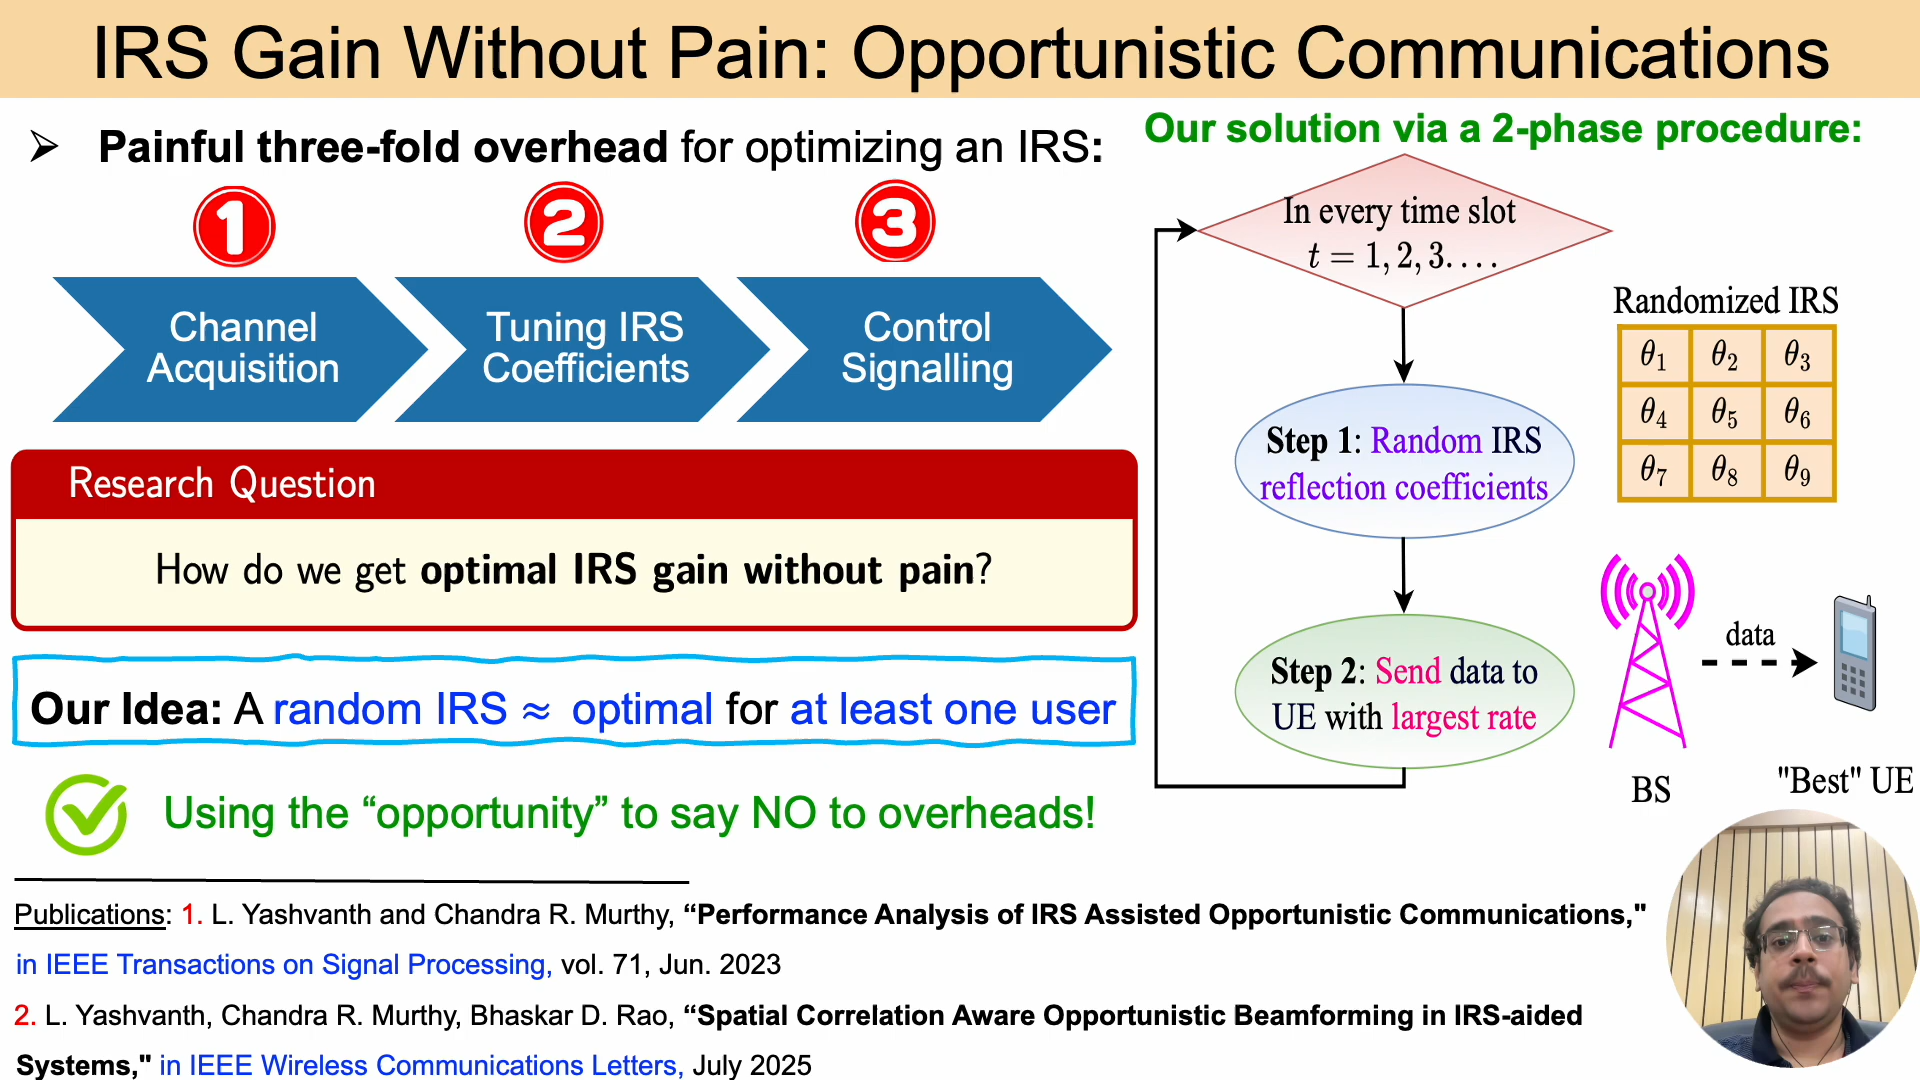 IRS Gain Without Pain: Opportunistic Communications
➢ Painful three-fold overhead for optimizing an IRS:
1
2
3
Channel
Acquisition
Tuning IRS
Coefficients
Control
Signalling
Research Question
How do we get optimal IRS gain without pain?
Our Idea: A random IRS ≈ optimal for at least one user
Using the “opportunity” to say NO to overheads!
Our solution via a 2-phase procedure:
In every time slot
t = 1, 2, 3. . . .
Step 1: Random IRS
reflection coefficients
Step 2: Send data to
UE with largest rate
Randomized IRS
θ₁ θ₂ θ₃
θ₄ θ₅ θ₆
θ₇ θ₈ θ₉
data
BS
"Best" UE
Publications: 1. L. Yashvanth and Chandra R. Murthy, “Performance Analysis of IRS Assisted Opportunistic Communications,"
in IEEE Transactions on Signal Processing, vol. 71, Jun. 2023
2. L. Yashvanth, Chandra R. Murthy, Bhaskar D. Rao, “Spatial Correlation Aware Opportunistic Beamforming in IRS-aided
Systems," in IEEE Wireless Communications Letters, July 2025